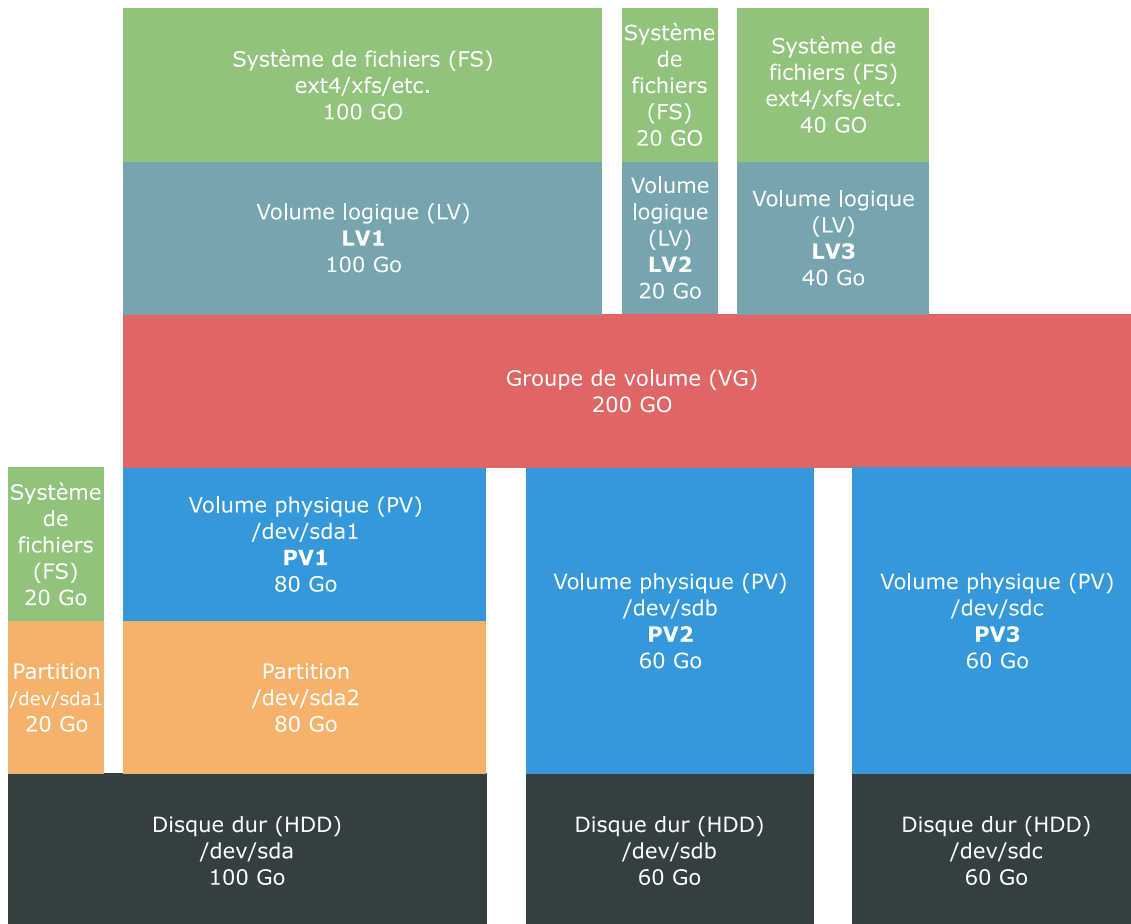 Système de fichiers (FS)
ext4/xfs/etc.
100 GO
Système
de
fichiers
(FS)
20 GO
Système de
fichiers (FS)
ext4/xfs/etc.
40 GO
Volume logique (LV)
LV1
100 Go
Volume
logique
(LV)
LV2
20 Go
Volume logique
(LV)
LV3
40 Go
Groupe de volume (VG)
200 GO
Système
de
fichiers
(FS)
20 Go
Volume physique (PV)
/dev/sda1
PV1
80 Go
Volume physique (PV)
/dev/sdb
PV2
60 Go
Volume physique (PV)
/dev/sdc
PV3
60 Go
Partition
/dev/sda1
20 Go
Partition
/dev/sda2
80 Go
Disque dur (HDD)
/dev/sda
100 Go
Disque dur (HDD)
/dev/sdb
60 Go
Disque dur (HDD)
/dev/sdc
60 Go